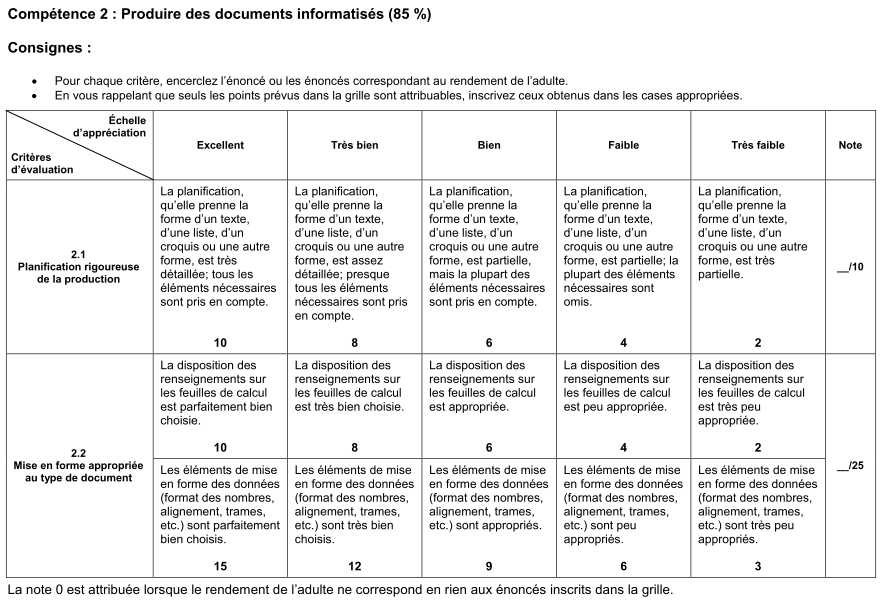 Compétence 2 : Produire des documents informatisés (85 %)
Consignes :
• Pour chaque critère, encerclez l’énoncé ou les énoncés correspondant au rendement de l’adulte.
• En vous rappelant que seuls les points prévus dans la grille sont attribuables, inscrivez ceux obtenus dans les cases appropriées.
Échelle
d’appréciation
Critères
d’évaluation
Excellent
Très bien
Bien
Faible
Très faible
Note
2.1
Planification rigoureuse
de la production
La planification,
qu’elle prenne la
forme d’un texte,
d’une liste, d’un
croquis ou une autre
forme, est très
détaillée; tous les
éléments nécessaires
sont pris en compte.
10
La planification,
qu’elle prenne la
forme d’un texte,
d’une liste, d’un
croquis ou une autre
forme, est assez
détaillée; presque
tous les éléments
nécessaires sont pris
en compte.
8
La planification,
qu’elle prenne la
forme d’un texte,
d’une liste, d’un
croquis ou une autre
forme, est partielle,
mais la plupart des
éléments nécessaires
sont pris en compte.
6
La planification,
qu’elle prenne la
forme d’un texte,
d’une liste, d’un
croquis ou une autre
forme, est partielle; la
plupart des éléments
nécessaires sont
omis.
4
La planification,
qu’elle prenne la
forme d’un texte,
d’une liste, d’un
croquis ou une autre
forme, est très
partielle.
2
__/10
2.2
Mise en forme appropriée
au type de document
La disposition des
renseignements sur
les feuilles de calcul
est parfaitement bien
choisie.
10
La disposition des
renseignements sur
les feuilles de calcul
est très bien choisie.
8
La disposition des
renseignements sur
les feuilles de calcul
est appropriée.
6
La disposition des
renseignements sur
les feuilles de calcul
est peu appropriée.
4
La disposition des
renseignements sur
les feuilles de calcul
est très peu
appropriée.
2
__/25
Les éléments de mise
en forme des données
(format des nombres,
alignement, trames,
etc.) sont parfaitement
bien choisis.
15
Les éléments de mise
en forme des données
(format des nombres,
alignement, trames,
etc.) sont très bien
choisis.
12
Les éléments de mise
en forme des données
(format des nombres,
alignement, trames,
etc.) sont appropriés.
9
Les éléments de mise
en forme des données
(format des nombres,
alignement, trames,
etc.) sont peu
appropriés.
6
Les éléments de mise
en forme des données
(format des nombres,
alignement, trames,
etc.) sont très peu
appropriés.
3
La note 0 est attribuée lorsque le rendement de l’adulte ne correspond en rien aux énoncés inscrits dans la grille.